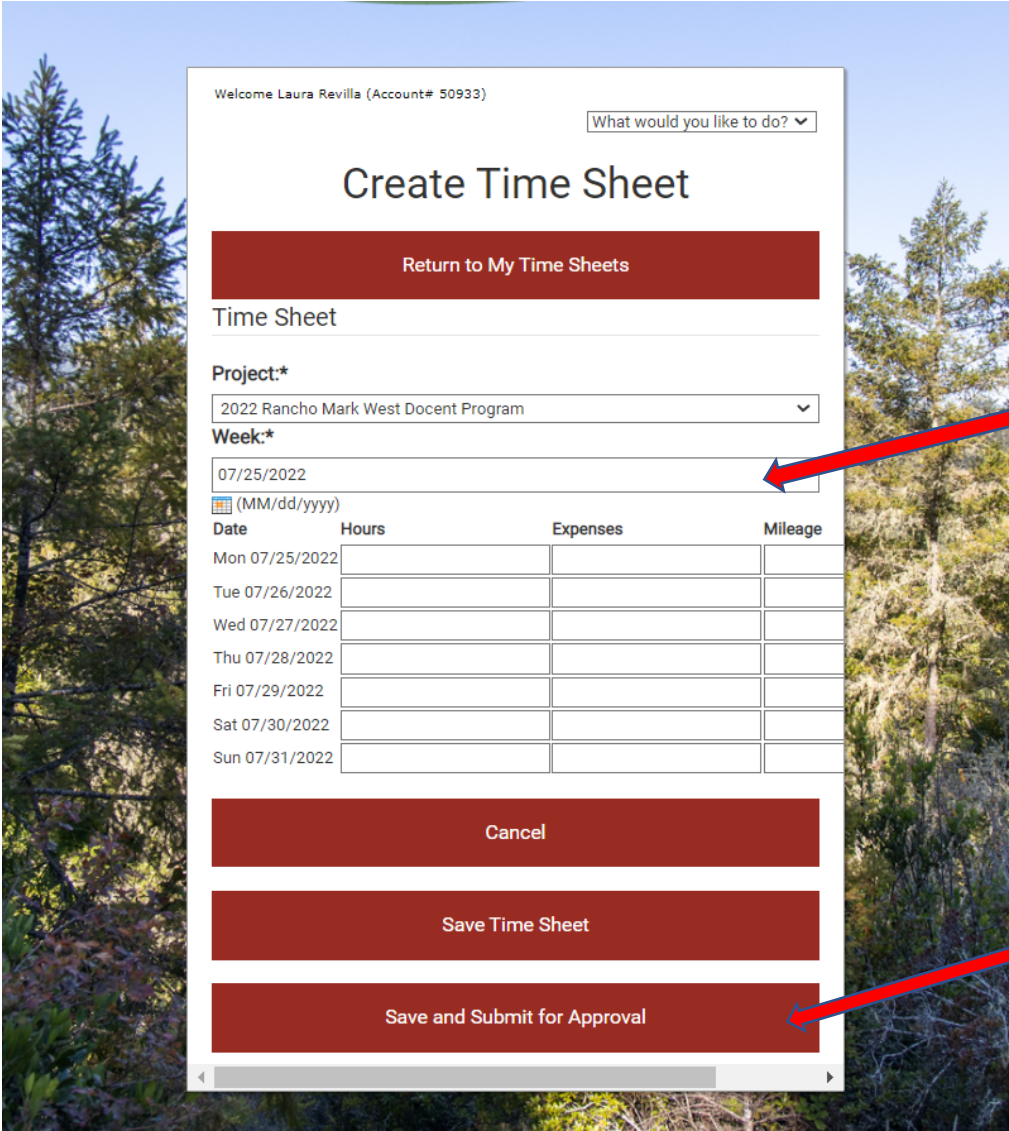 Welcome Laura Revilla (Account# 50933)
What would you like to do?
Create Time Sheet
Return to My Time Sheets
Time Sheet
Project:*
2022 Rancho Mark West Docent Program
Week:*
07/25/2022
(MM/dd/yyyy)
Date Hours Expenses Mileage
Mon 07/25/2022
Tue 07/26/2022
Wed 07/27/2022
Thu 07/28/2022
Fri 07/29/2022
Sat 07/30/2022
Sun 07/31/2022
Cancel
Save Time Sheet
Save and Submit for Approval